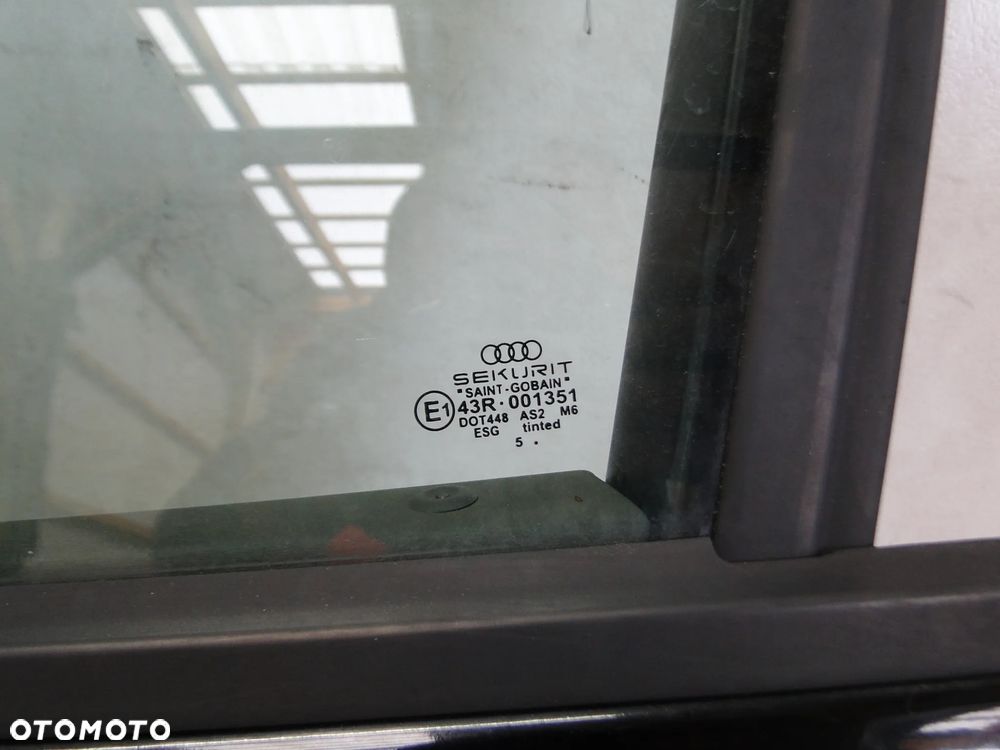 SEKURIT
"SAINT-GOBAIN"
E1 43R-001351
DOT448 AS2 M6
ESG tinted
5 .
OTOMOTO